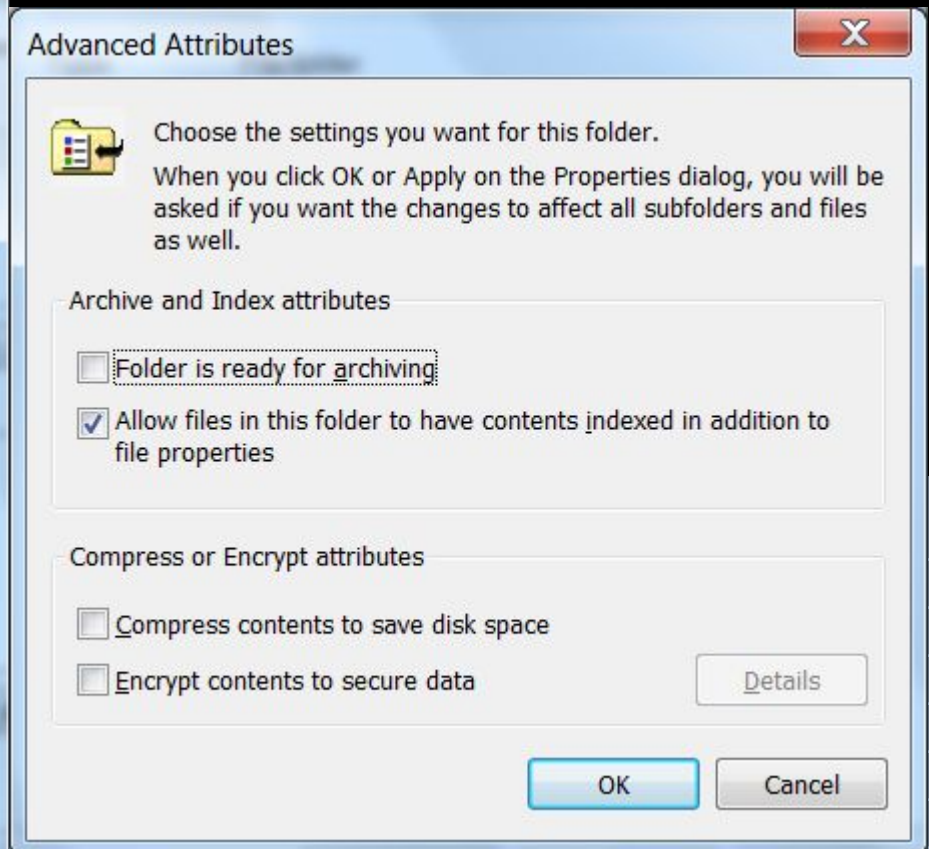 Advanced Attributes
Choose the settings you want for this folder.
When you click OK or Apply on the Properties dialog, you will be
asked if you want the changes to affect all subfolders and files
as well.
Archive and Index attributes
Folder is ready for archiving
Allow files in this folder to have contents indexed in addition to
file properties
Compress or Encrypt attributes
Compress contents to save disk space
Encrypt contents to secure data
Details
OK
Cancel